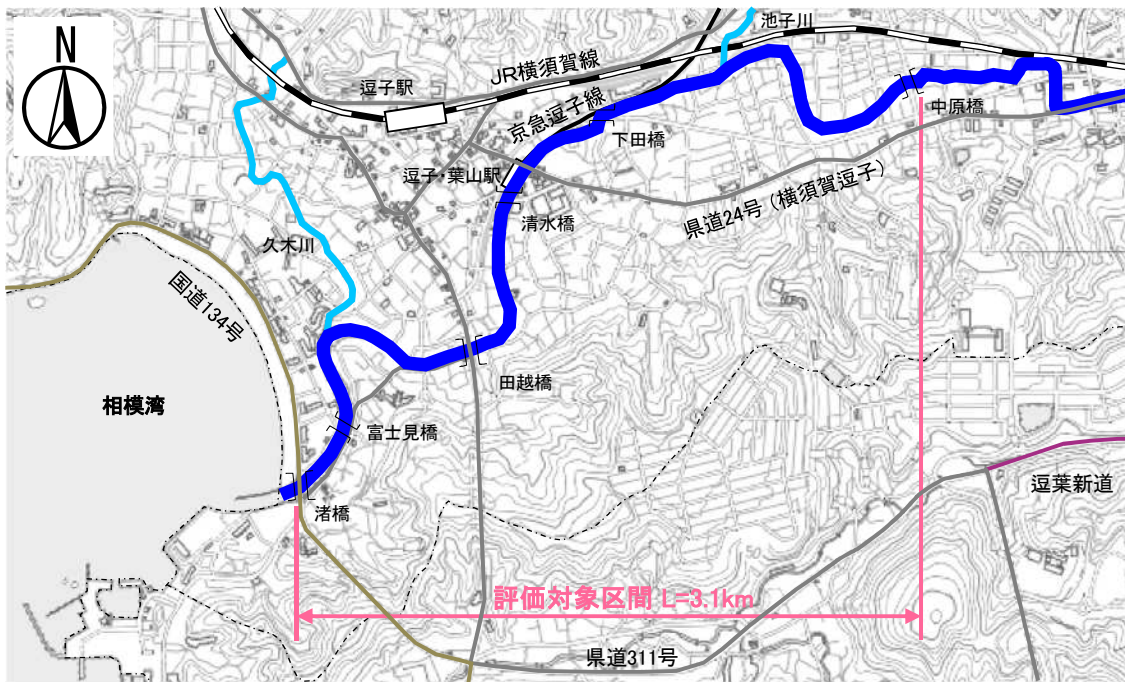 N
池子川
JR横須賀線
逗子駅
京急逗子線
中原橋
下田橋
逗子・葉山駅
県道24号（横須賀逗子）
清水橋
久木川
国道134号
田越橋
相模湾
富士見橋
渚橋
逗葉新道
評価対象区間 L=3.1km
県道311号